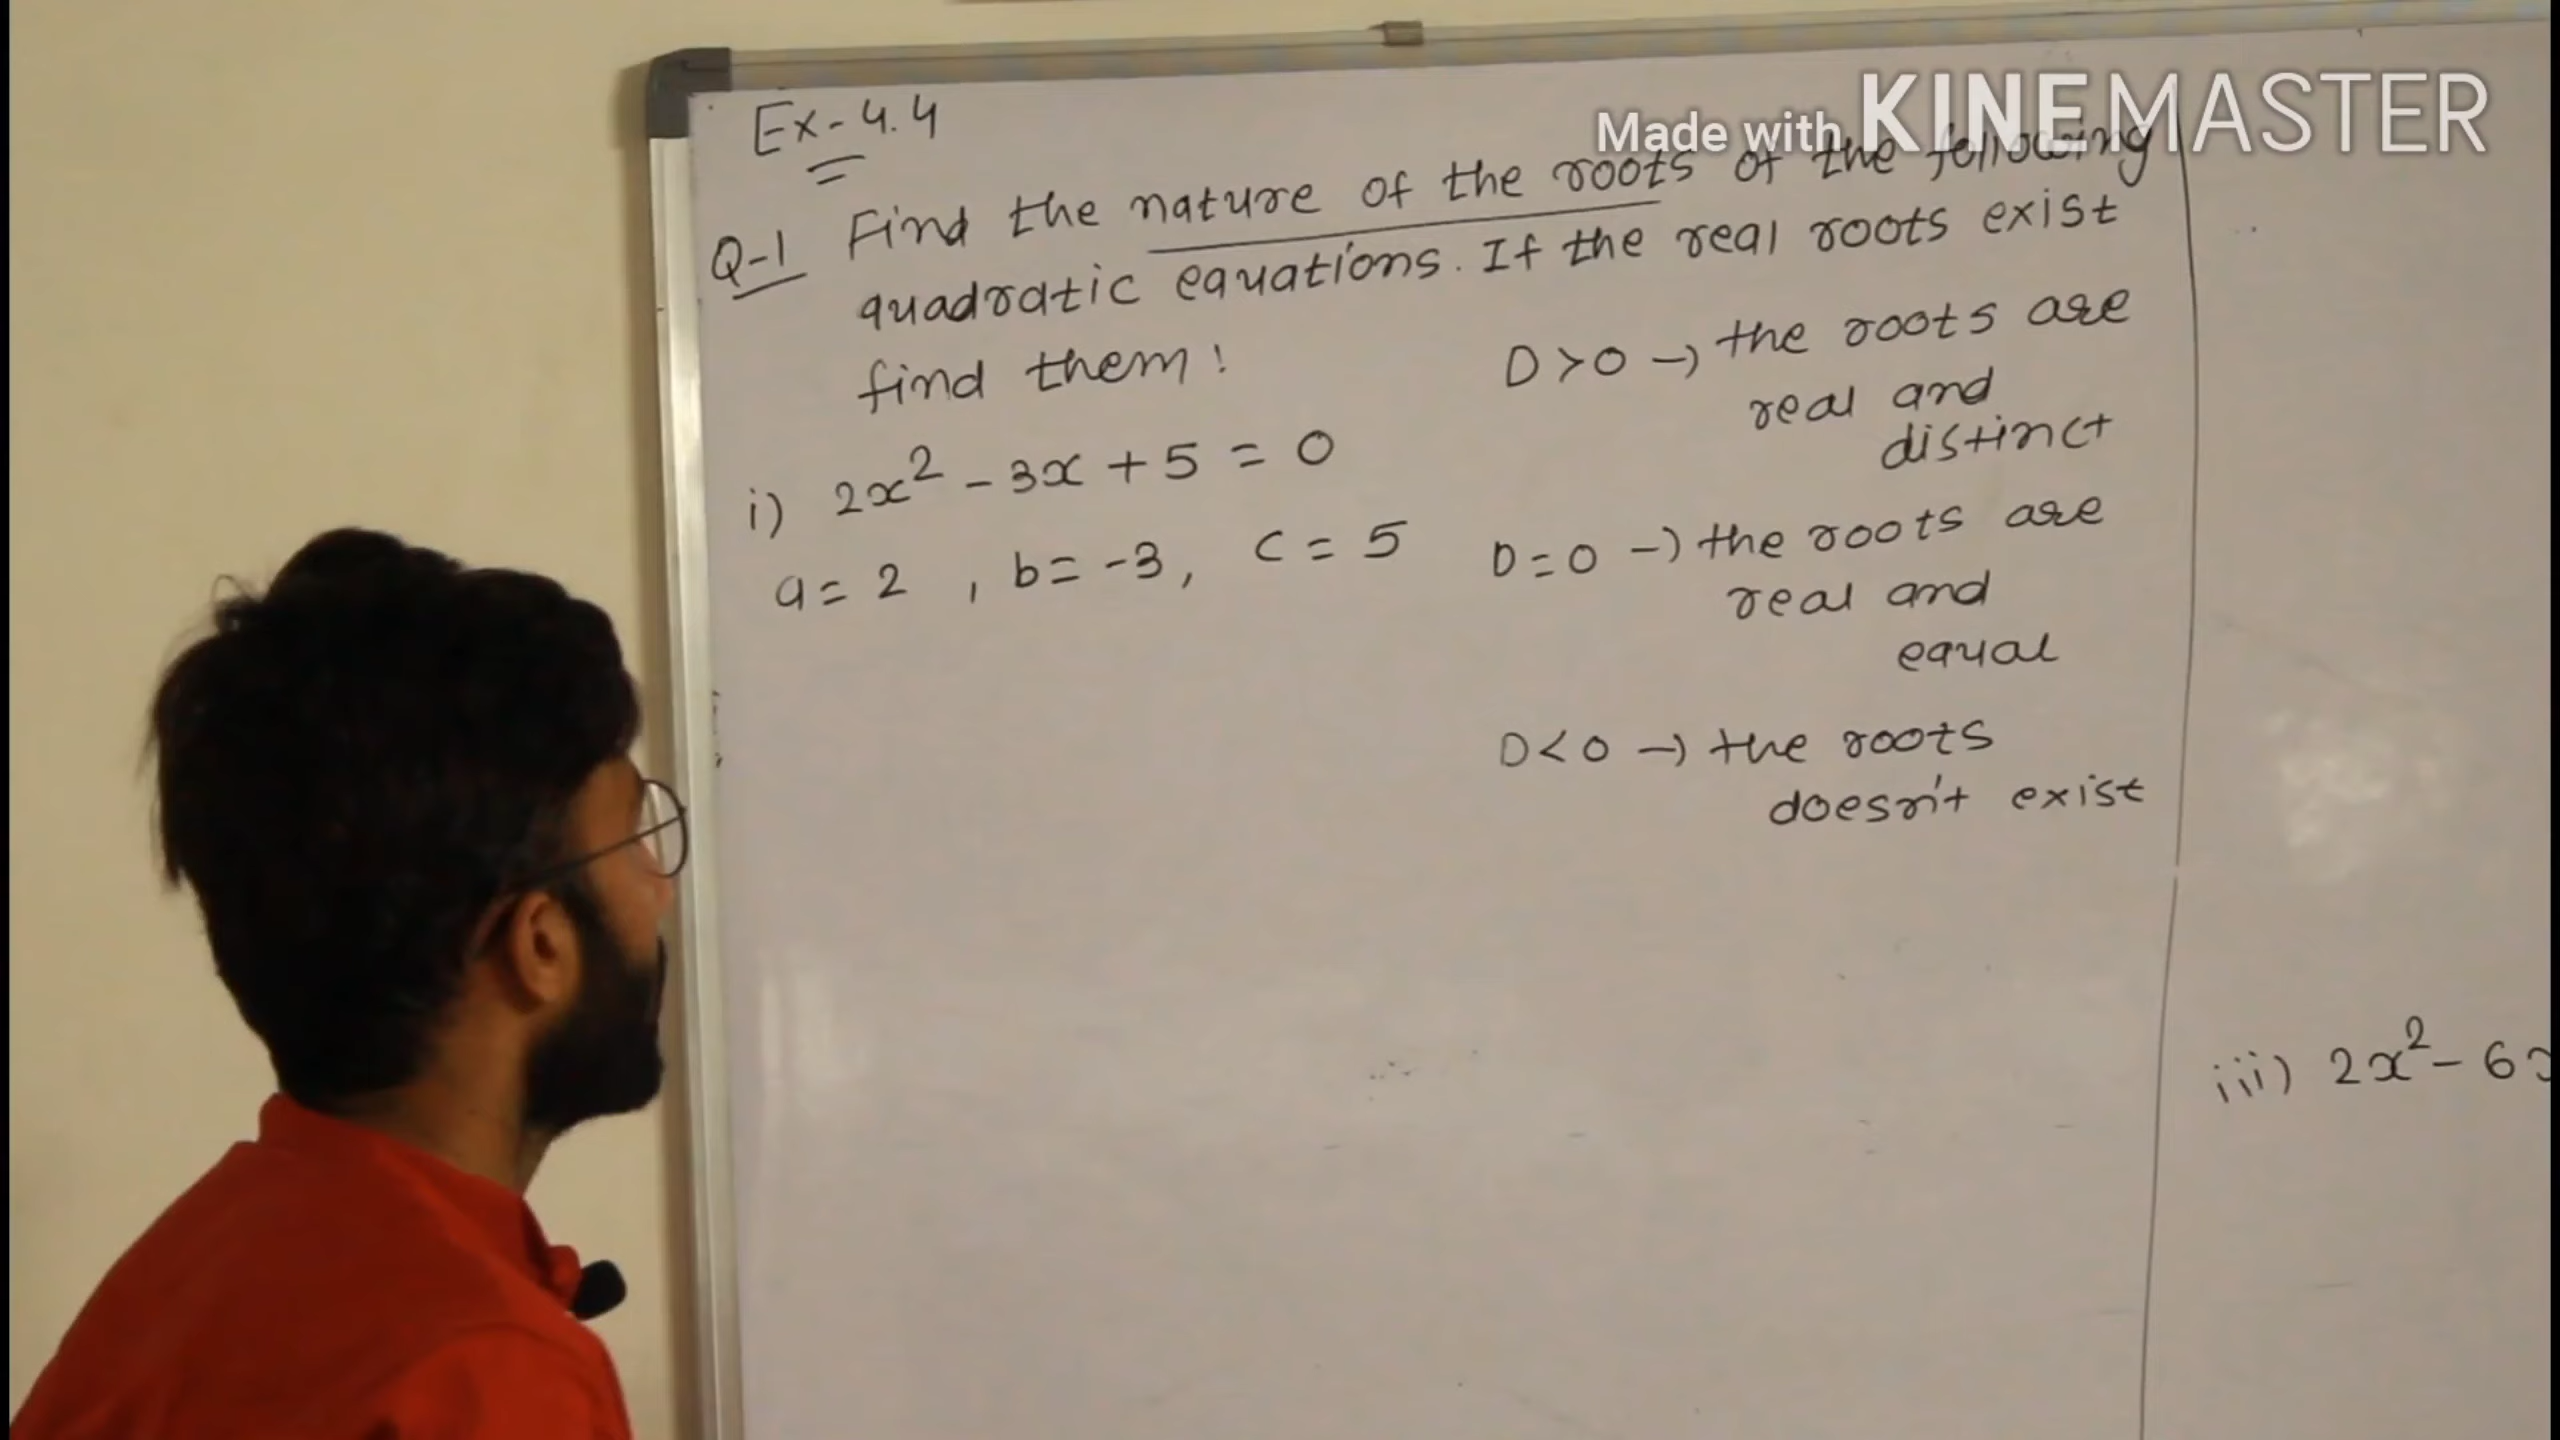 Made with KINEMASTER
Ex-4.4
Q-1 Find the nature of the roots of the following
quadratic equations. If the real roots exist
find them!
i) 2x² - 3x + 5 = 0
a = 2 , b = -3, c = 5
D > 0 → the roots are
real and
distinct
D = 0 → the roots are
real and
equal
D < 0 → the roots
doesn't exist
iii) 2x² - 6x